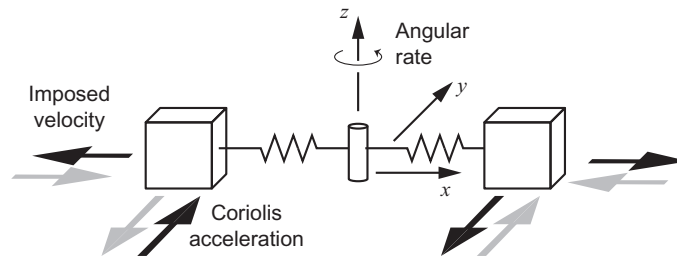 z
Angular
rate
Imposed
velocity
y
x
Coriolis
acceleration